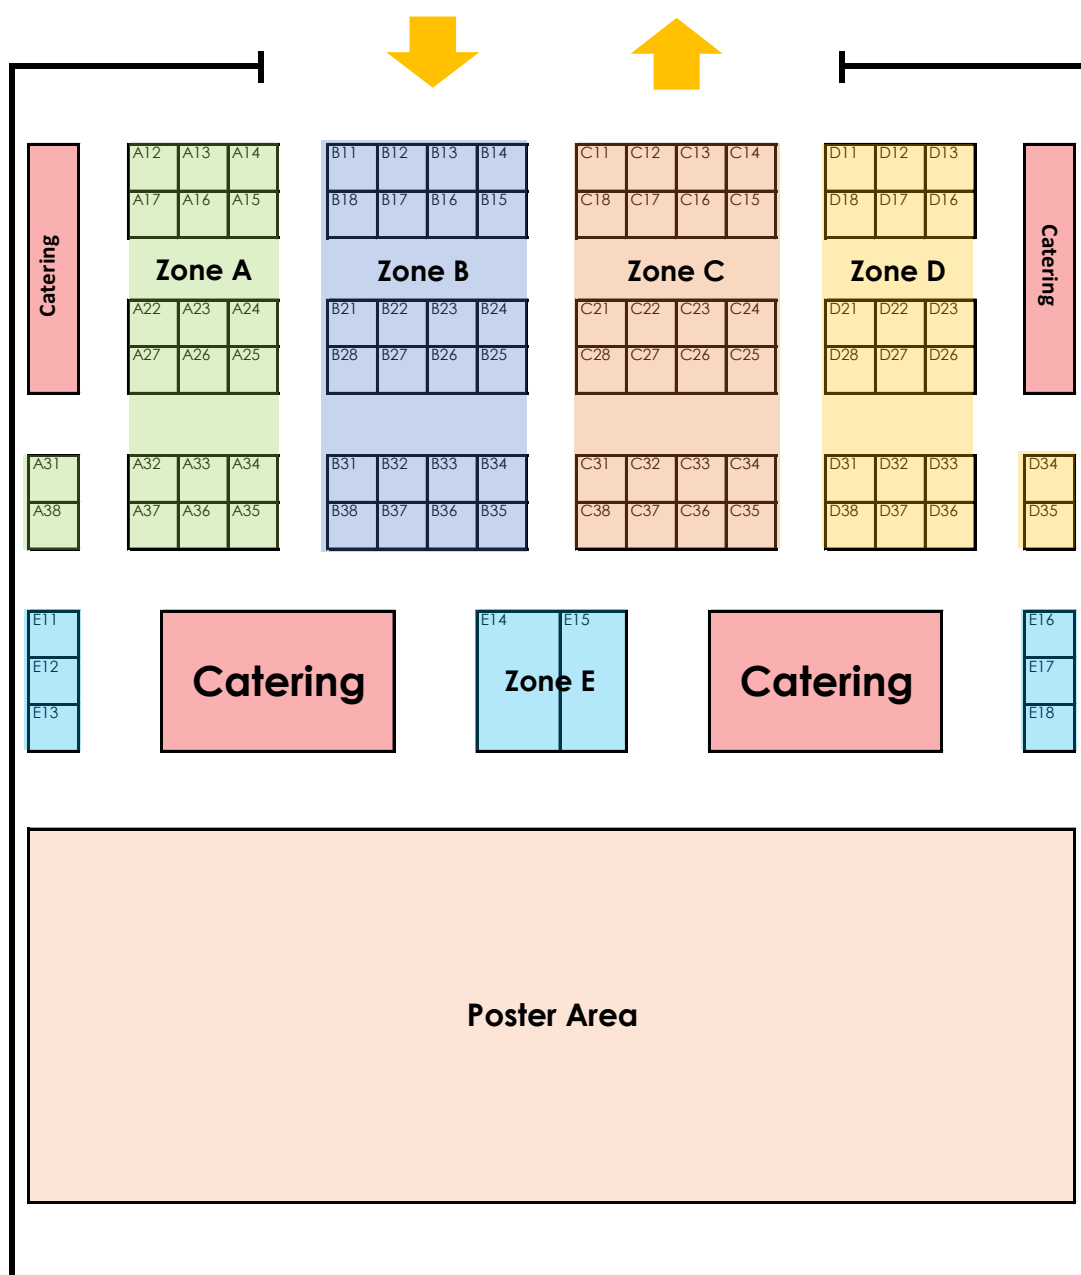 A12 A13 A14 B11 B12 B13 B14 C11 C12 C13 C14 D11 D12 D13
A17 A16 A15 B18 B17 B16 B15 C18 C17 C16 C15 D18 D17 D16
Catering
Zone A Zone B Zone C Zone D
Catering
A22 A23 A24 B21 B22 B23 B24 C21 C22 C23 C24 D21 D22 D23
A27 A26 A25 B28 B27 B26 B25 C28 C27 C26 C25 D28 D27 D26
A31 A32 A33 A34 B31 B32 B33 B34 C31 C32 C33 C34 D31 D32 D33 D34
A38 A37 A36 A35 B38 B37 B36 B35 C38 C37 C36 C35 D38 D37 D36 D35
E11 E14 E15 E16
E12 Catering Zone E Catering E17
E13 E18
Poster Area